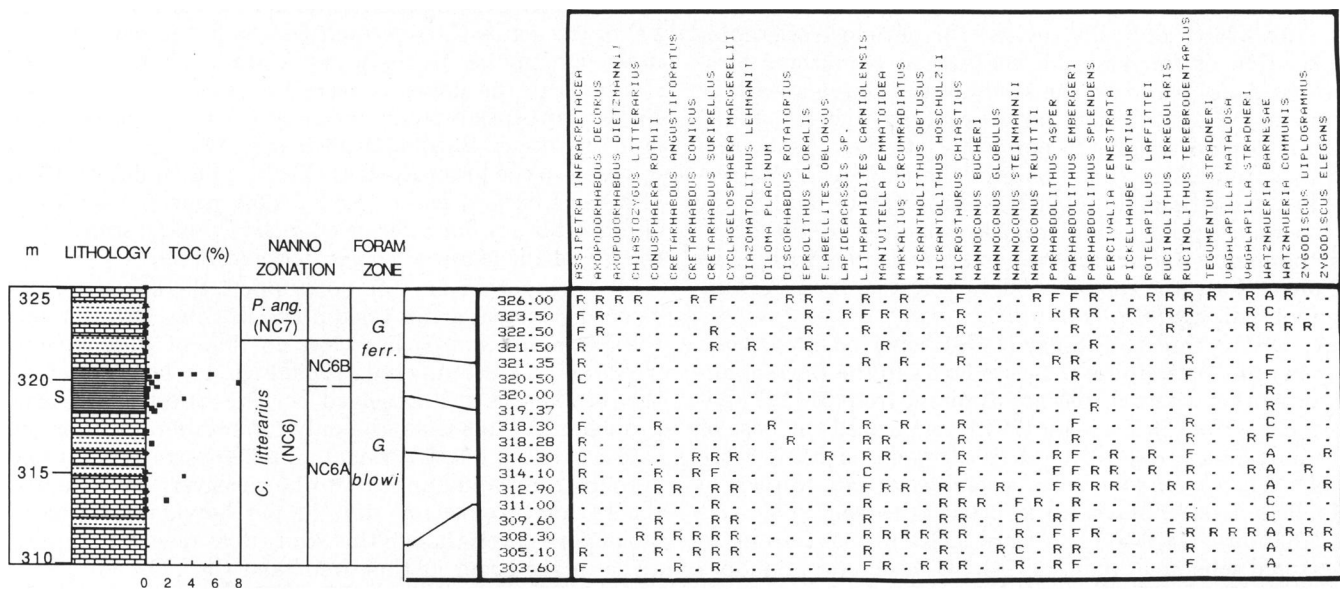 ASSIPETRA INFRACRETACEA
AXOPODORHABDUS DECORUS
AXOPODORHABDUS DIETZMANNII
CHIASTOZYGUS LITTERARIUS
CONUSPHAERA ROTHII
CRETARHABDUS ANGUSTIFORATUS
CRETARHABDUS CONICUS
CRETARHABDUS SURIRELLUS
CYCLAGELOSPHAERA MARGERELII
DIAZOMATOLITHUS LEHMANII
DILOMA PLACINUM
DISCORHABDUS ROTATORIUS
EPROLITHUS FLORALIS
FLABELLITES OBLONGUS
LAPIDEACASSIS SP.
LITHRAPHIDITES CARNIOLENSIS
MANIVITELLA PEMMATOIDEA
MARKALIUS CIRCUMRADIATUS
MICRANTOLITHUS OBTUSUS
MICRANTOLITHUS HOSCHULZII
MICROSTAURUS CHIASTIUS
NANNOCONUS BUCHERI
NANNOCONUS GLOBULUS
NANNOCONUS STEINMANNII
NANNOCONUS TRUITTII
PARHABDOLITHUS ASPER
PARHABDOLITHUS EMBERGERI
PARHABDOLITHUS SPLENDENS
PERCIVALIA FENESTRATA
PICKELHAUBE FURTIVA
ROTELAPILLUS LAFFITTEI
RUCINOLITHUS IRREGULARIS
RUCINOLITHUS TEREBRODENTARIUS
TEGUMENTUM STRADNERI
VAGALAPILLA MATALOSA
VAGALAPILLA STRADNERI
WATZNAUERIA BARNESAE
WATZNAUERIA COMMUNIS
ZYGODISCUS DIPLOGRAMMUS
ZYGODISCUS ELEGANS
m LITHOLOGY TOC (%) NANNO ZONATION FORAM ZONE
325
320
S
315
310
0 2 4 6 8
P. ang. (NC7)
C. litterarius (NC6)
NC6B
NC6A
G ferr.
G blowi
326.00 R R R R . . R F . . . R R . . R . R . . F . . . R F F R . . R R R R . R A R . .
323.50 F R . . . . . . . . . . R . . R F R R . . R . . . . R R R . R . R R . . R C . . .
322.50 F R . . . . . R . . . . R . . F . . . . R . . . . . R . . . . R . . . R R R R .
321.50 R . . . . . . R . R . . R . . . R . . . . . . . . . . R . . . . . . . . . . . .
321.35 R . . . . . . . . . . . . . . R . R . . R . . . . R R . . . . . R . . . F . . .
320.50 C . . . . . . . . . . . . . . . . . . . . . . . . . R . . . . . F . . . F . . .
320.00 . . . . . . . . . . . . . . . . . . . . . . . . . . . . . . . . . . . . R . . .
319.37 . . . . . . . . . . . . . . . . . . . . . . . . . . . R . . . . . . . . R . . .
318.30 F . . . R . . . . . R . . . . R . R . . R . . . . . F . . . . . R . . . C . . .
318.28 R . . . . . . . . . . R . . . R R . . . R . . . . . R . . . . . R . . R F . . .
316.30 C . . . . . R R R . . . . R . R R . . . F . . . . R F . R . R . F . . . A . . R
314.10 R . . . R . R F . . . . . . . C . . . . F . . . . R F R R . R . R . . R A . R .
312.90 R . . . R R . R R . . . . . . F R R . R F . R . . F R R R . . R R . . . A . . R
311.00 . . . . . . . R . . . . . . . R . . . R R R . F R . R . . . . . . . . . C . . .
309.60 . . . . R . . R R . . . . . . R . . . R R . . C . R F . . . . . R . . . C . . .
308.30 . . . R R R R R R . . . . . . R R R R R R . . C . F F R . . . F R R R R A R R R
305.10 R . . . R . R R R . . . . . . R . . . R . . R C . R R . . . . . R . . . A . . R
303.60 F . . . . R . R . . . . . . . F R . R R R . . R . R F . . . . . F . . . A . . .